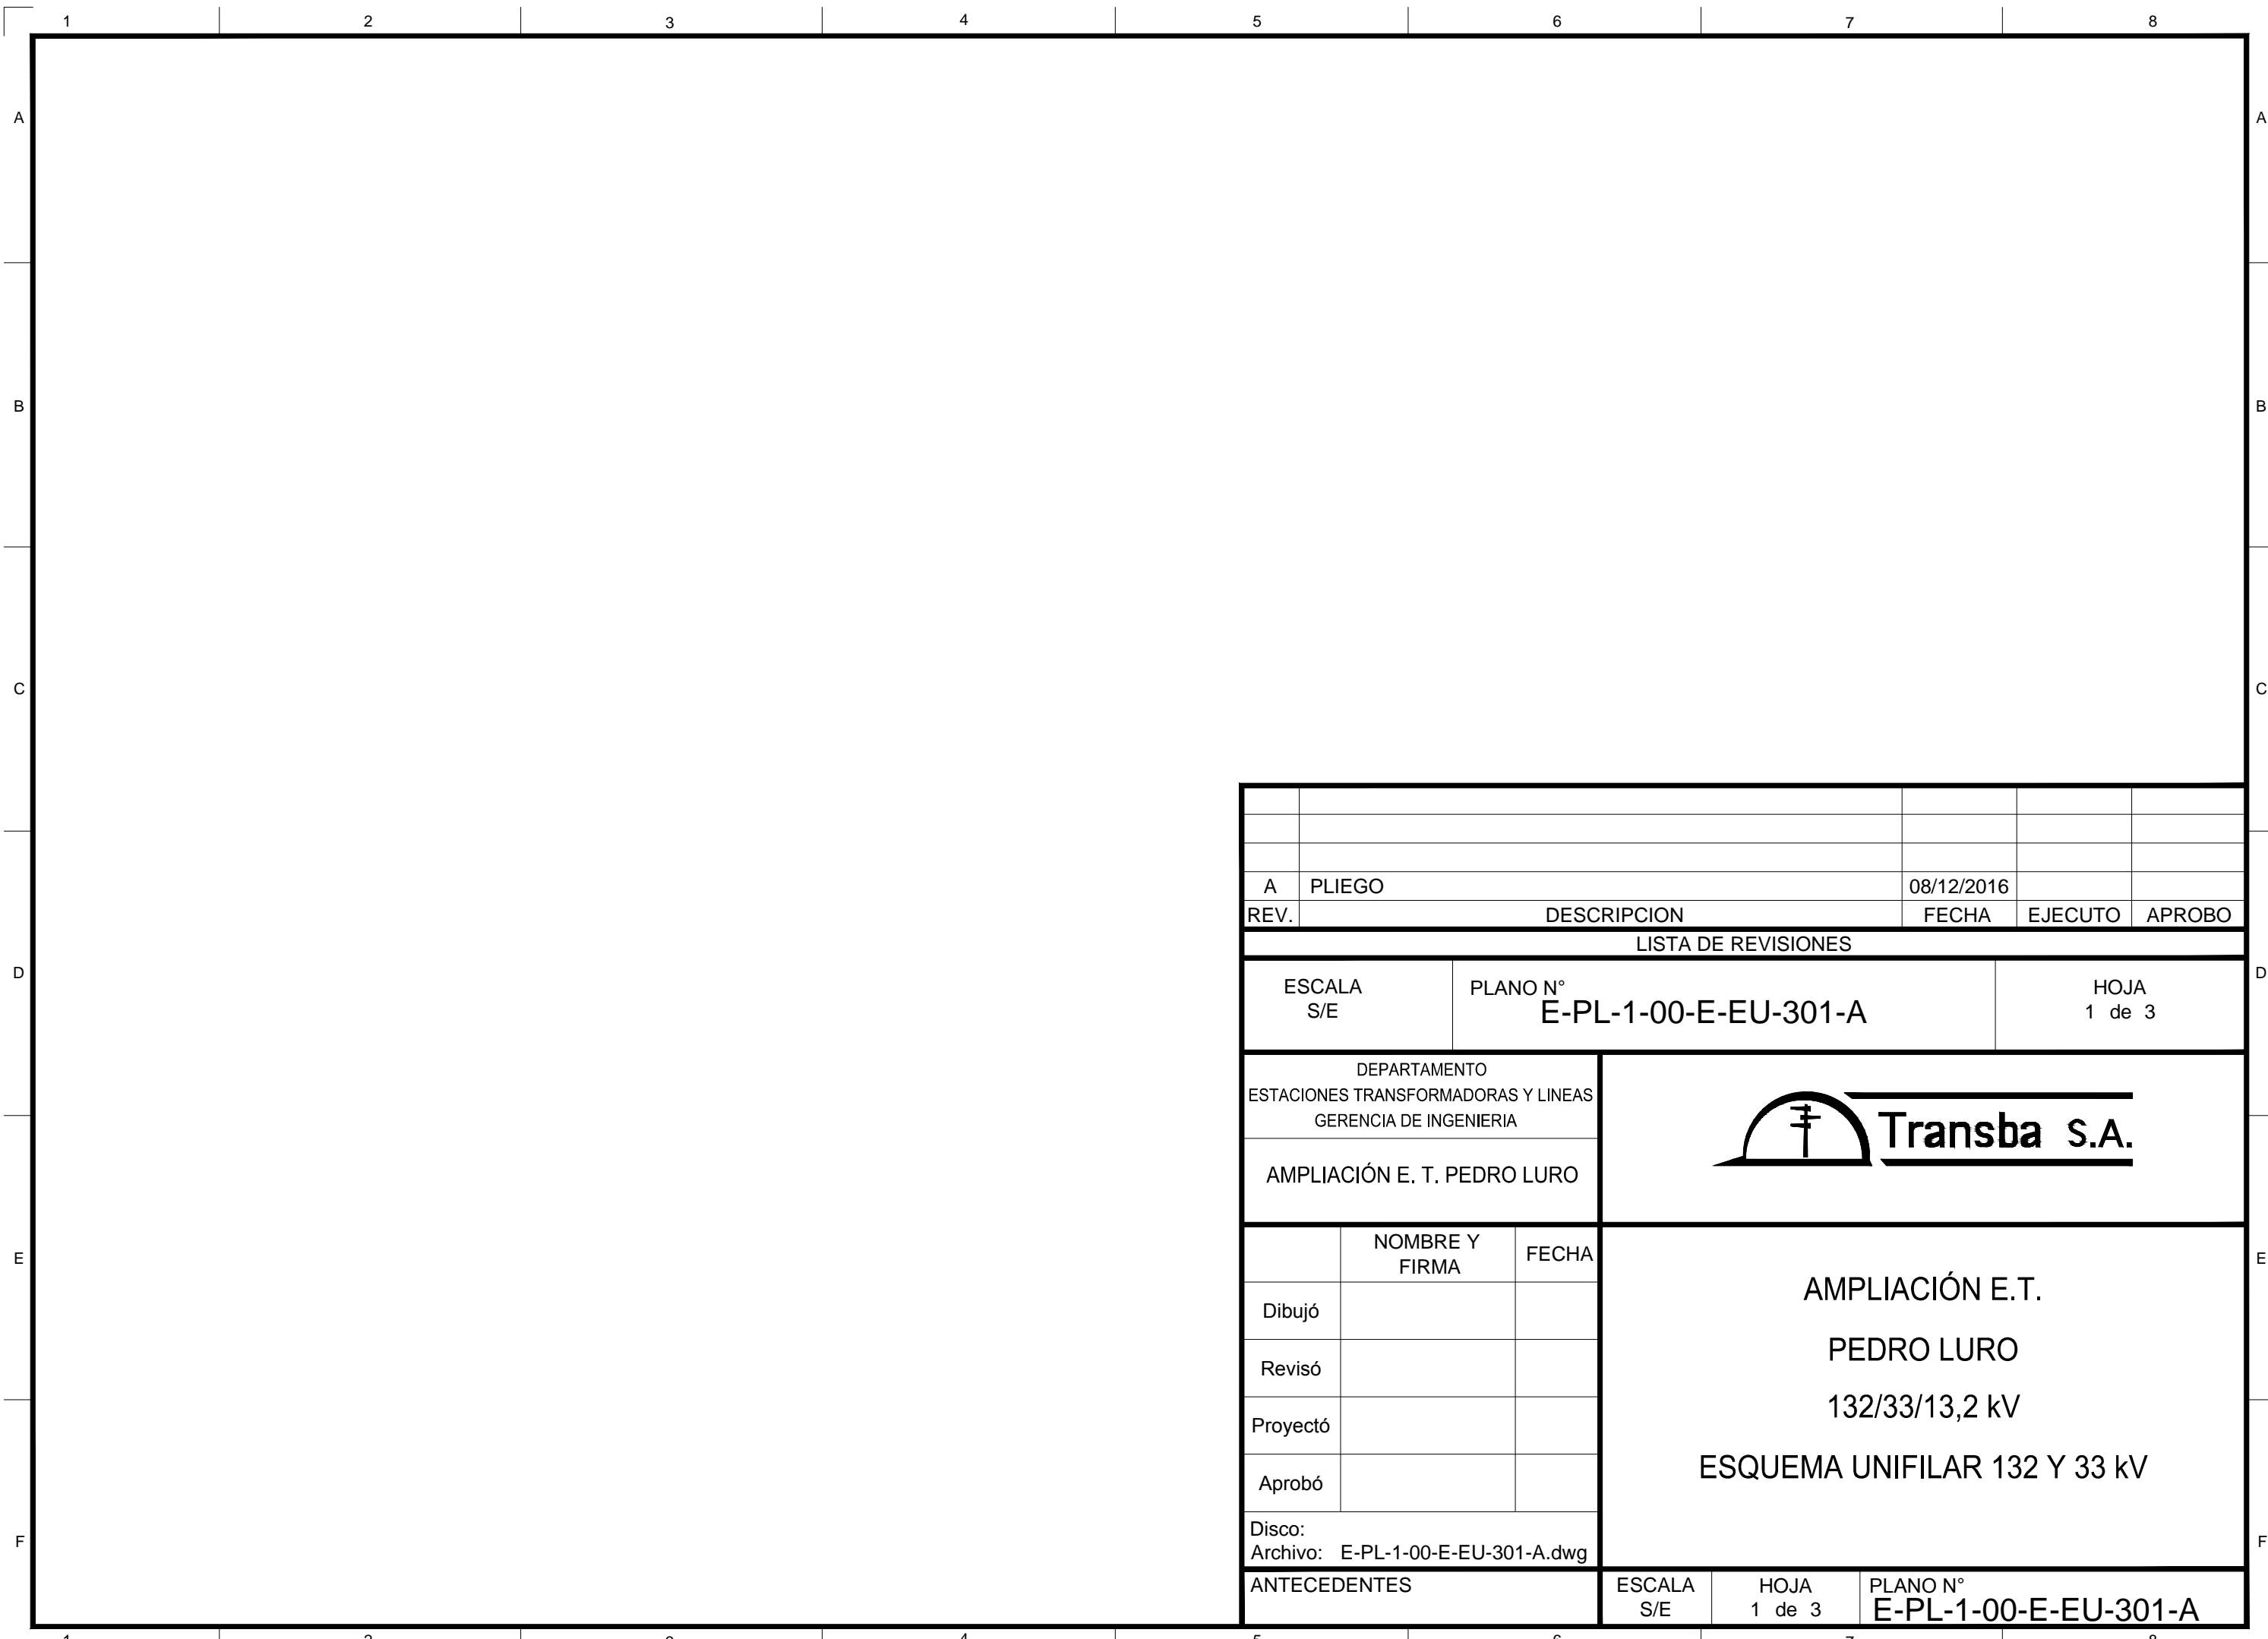 1 2 3 4 5 6 7 8
A A
B B
C C
A PLIEGO 08/12/2016
REV. DESCRIPCION FECHA EJECUTO APROBO
LISTA DE REVISIONES
D D
ESCALA
S/E
PLANO N°
E-PL-1-00-E-EU-301-A
HOJA
1 de 3
DEPARTAMENTO
ESTACIONES TRANSFORMADORAS Y LINEAS
GERENCIA DE INGENIERIA
AMPLIACIÓN E. T. PEDRO LURO
Transba S.A.
E E
NOMBRE Y
FIRMA
FECHA
Dibujó
Revisó
Proyectó
Aprobó
AMPLIACIÓN E.T.
PEDRO LURO
132/33/13,2 kV
ESQUEMA UNIFILAR 132 Y 33 kV
F F
Disco:
Archivo: E-PL-1-00-E-EU-301-A.dwg
ANTECEDENTES
ESCALA
S/E
HOJA
1 de 3
PLANO N°
E-PL-1-00-E-EU-301-A